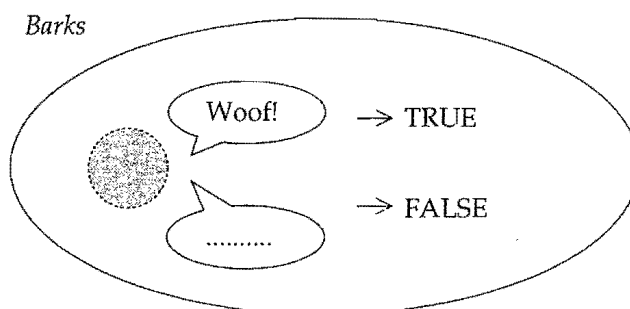 Barks
Woof! → TRUE
.......... → FALSE